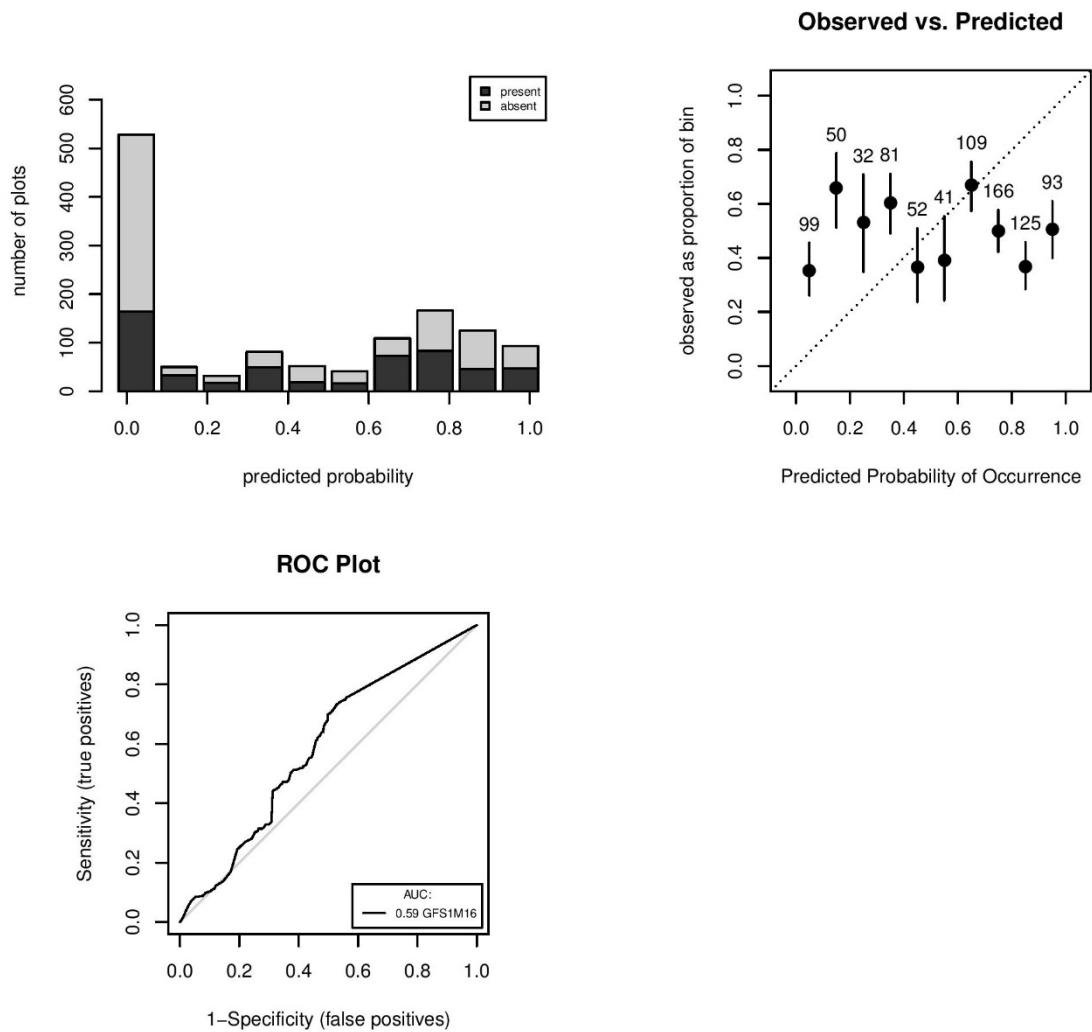 present
absent
number of plots
600
500
400
300
200
100
0
0.0 0.2 0.4 0.6 0.8 1.0
predicted probability
Observed vs. Predicted
observed as proportion of bin
1.0
0.8
0.6
0.4
0.2
0.0
99 50 32 81 52 41 109 166 125 93
0.0 0.2 0.4 0.6 0.8 1.0
Predicted Probability of Occurrence
ROC Plot
Sensitivity (true positives)
1.0
0.8
0.6
0.4
0.2
0.0
AUC:
0.59 GFS1M16
0.0 0.2 0.4 0.6 0.8 1.0
1−Specificity (false positives)